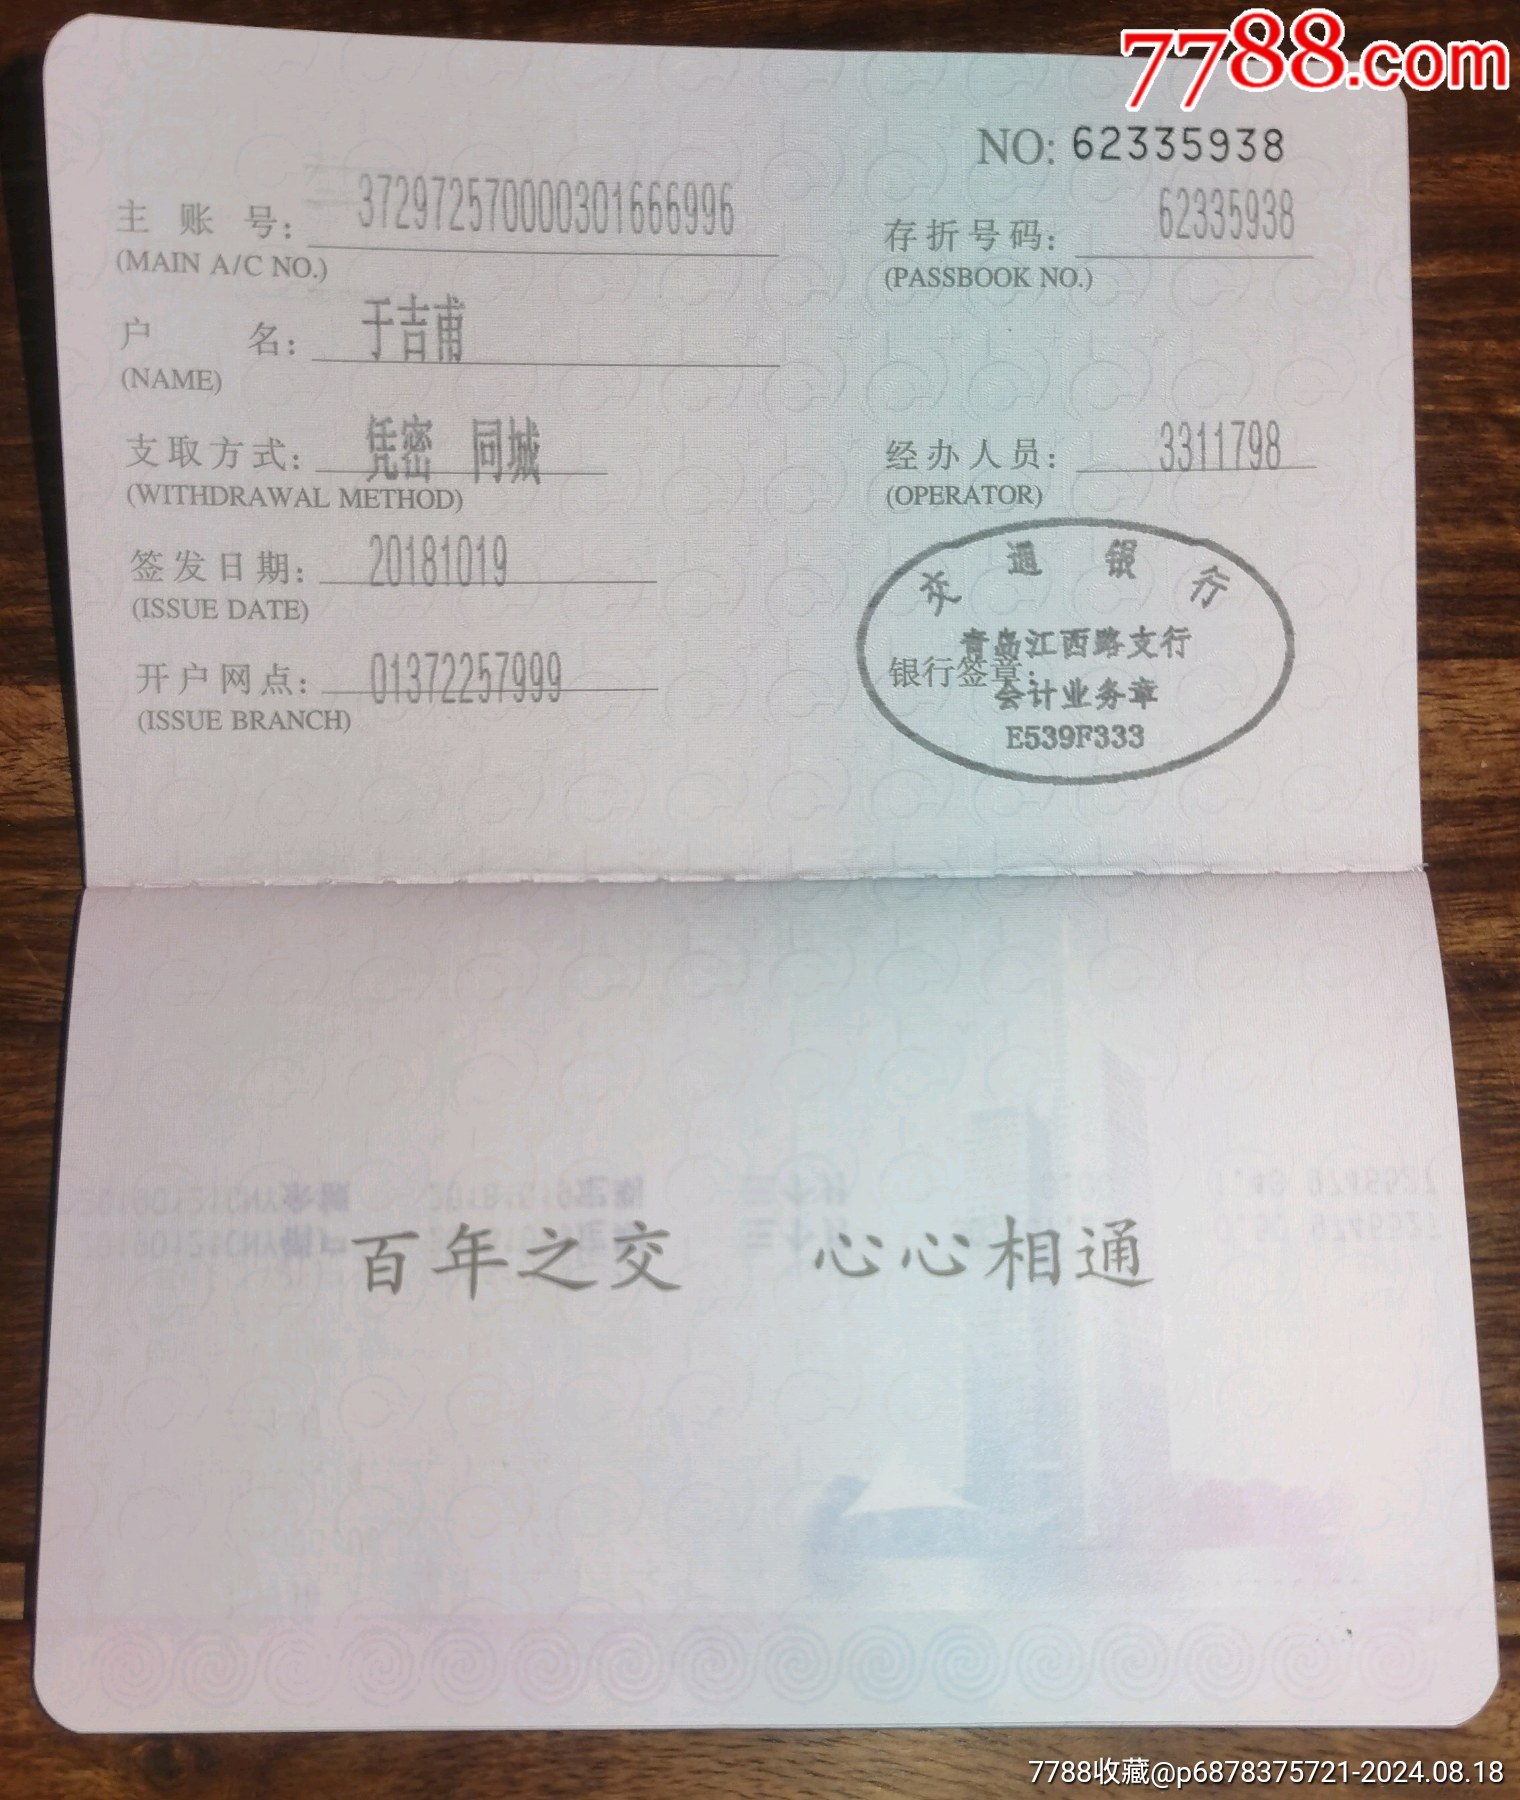 7788.com
NO: 62335938
主账号: 372972570000301666996
(MAIN A/C NO.)
存折号码: 62335938
(PASSBOOK NO.)
户名: 于吉甫
(NAME)
支取方式: 凭密 同城
(WITHDRAWAL METHOD)
经办人员: 3311798
(OPERATOR)
签发日期: 20181019
(ISSUE DATE)
开户网点: 01372257999
(ISSUE BRANCH)
交通银行
青岛江西路支行
银行签章:
会计业务章
E539F333
百年之交 心心相通
7788收藏@p6878375721-2024.08.18